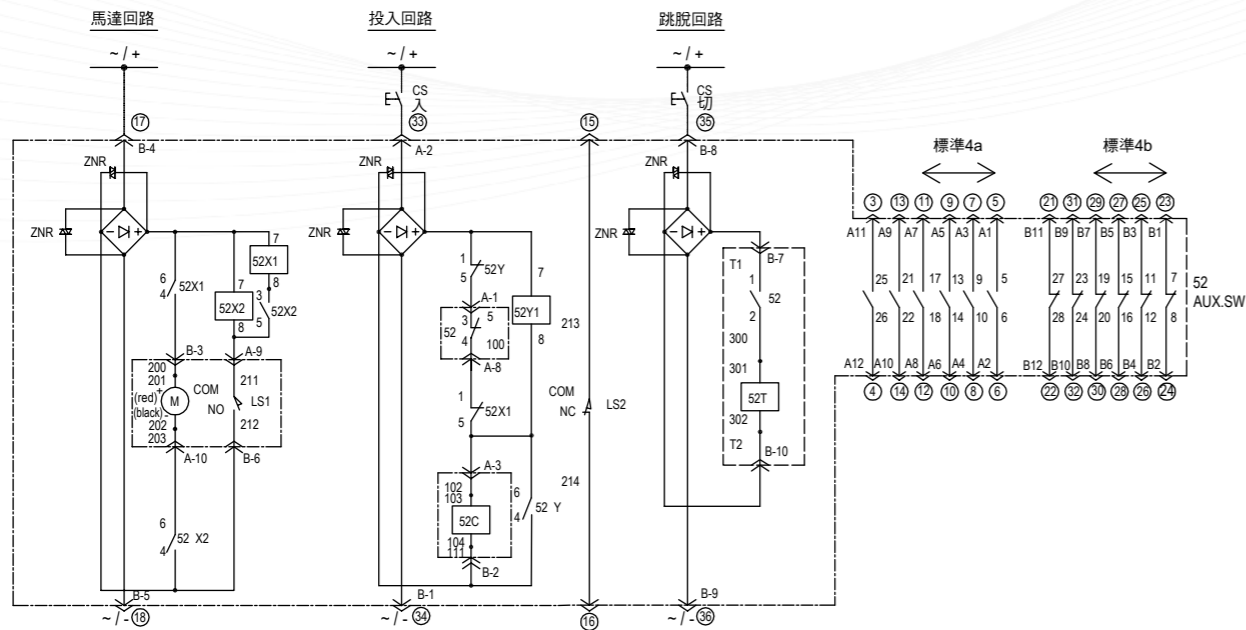 馬達回路
~ / +
17
B-4
ZNR
ZNR
- +
6
4
52X1
7
52X2
8
7
52X1
8
3
5
52X2
B-3
200
201
(red)+
(black)-
M
202
203
A-10
COM
NO
A-9
211
LS1
212
B-6
6
4
52 X2
B-5
~ / -
18
投入回路
~ / +
CS
入
33
A-2
ZNR
ZNR
- +
1
5
52Y
A-1
52
3
5
4
100
A-8
7
52Y1
8
1
5
52X1
A-3
102
103
52C
104
111
B-2
6
4
52 Y
B-1
~ / -
34
15
213
COM
NC
LS2
214
16
跳脫回路
~ / +
CS
切
35
B-8
ZNR
ZNR
- +
B-7
T1
1
52
2
300
301
52T
302
T2
B-10
B-9
~ / -
36
標準4a
3 13 11 9 7 5
A11 A9 A7 A5 A3 A1
25 21 17 13 9 5
26 22 18 14 10 6
A12 A10 A8 A6 A4 A2
4 14 12 10 8 6
標準4b
21 31 29 27 25 23
B11 B9 B7 B5 B3 B1
27 23 19 15 11 7
28 24 20 16 12 8
B12 B10 B8 B6 B4 B2
22 32 30 28 26 24
52
AUX.SW